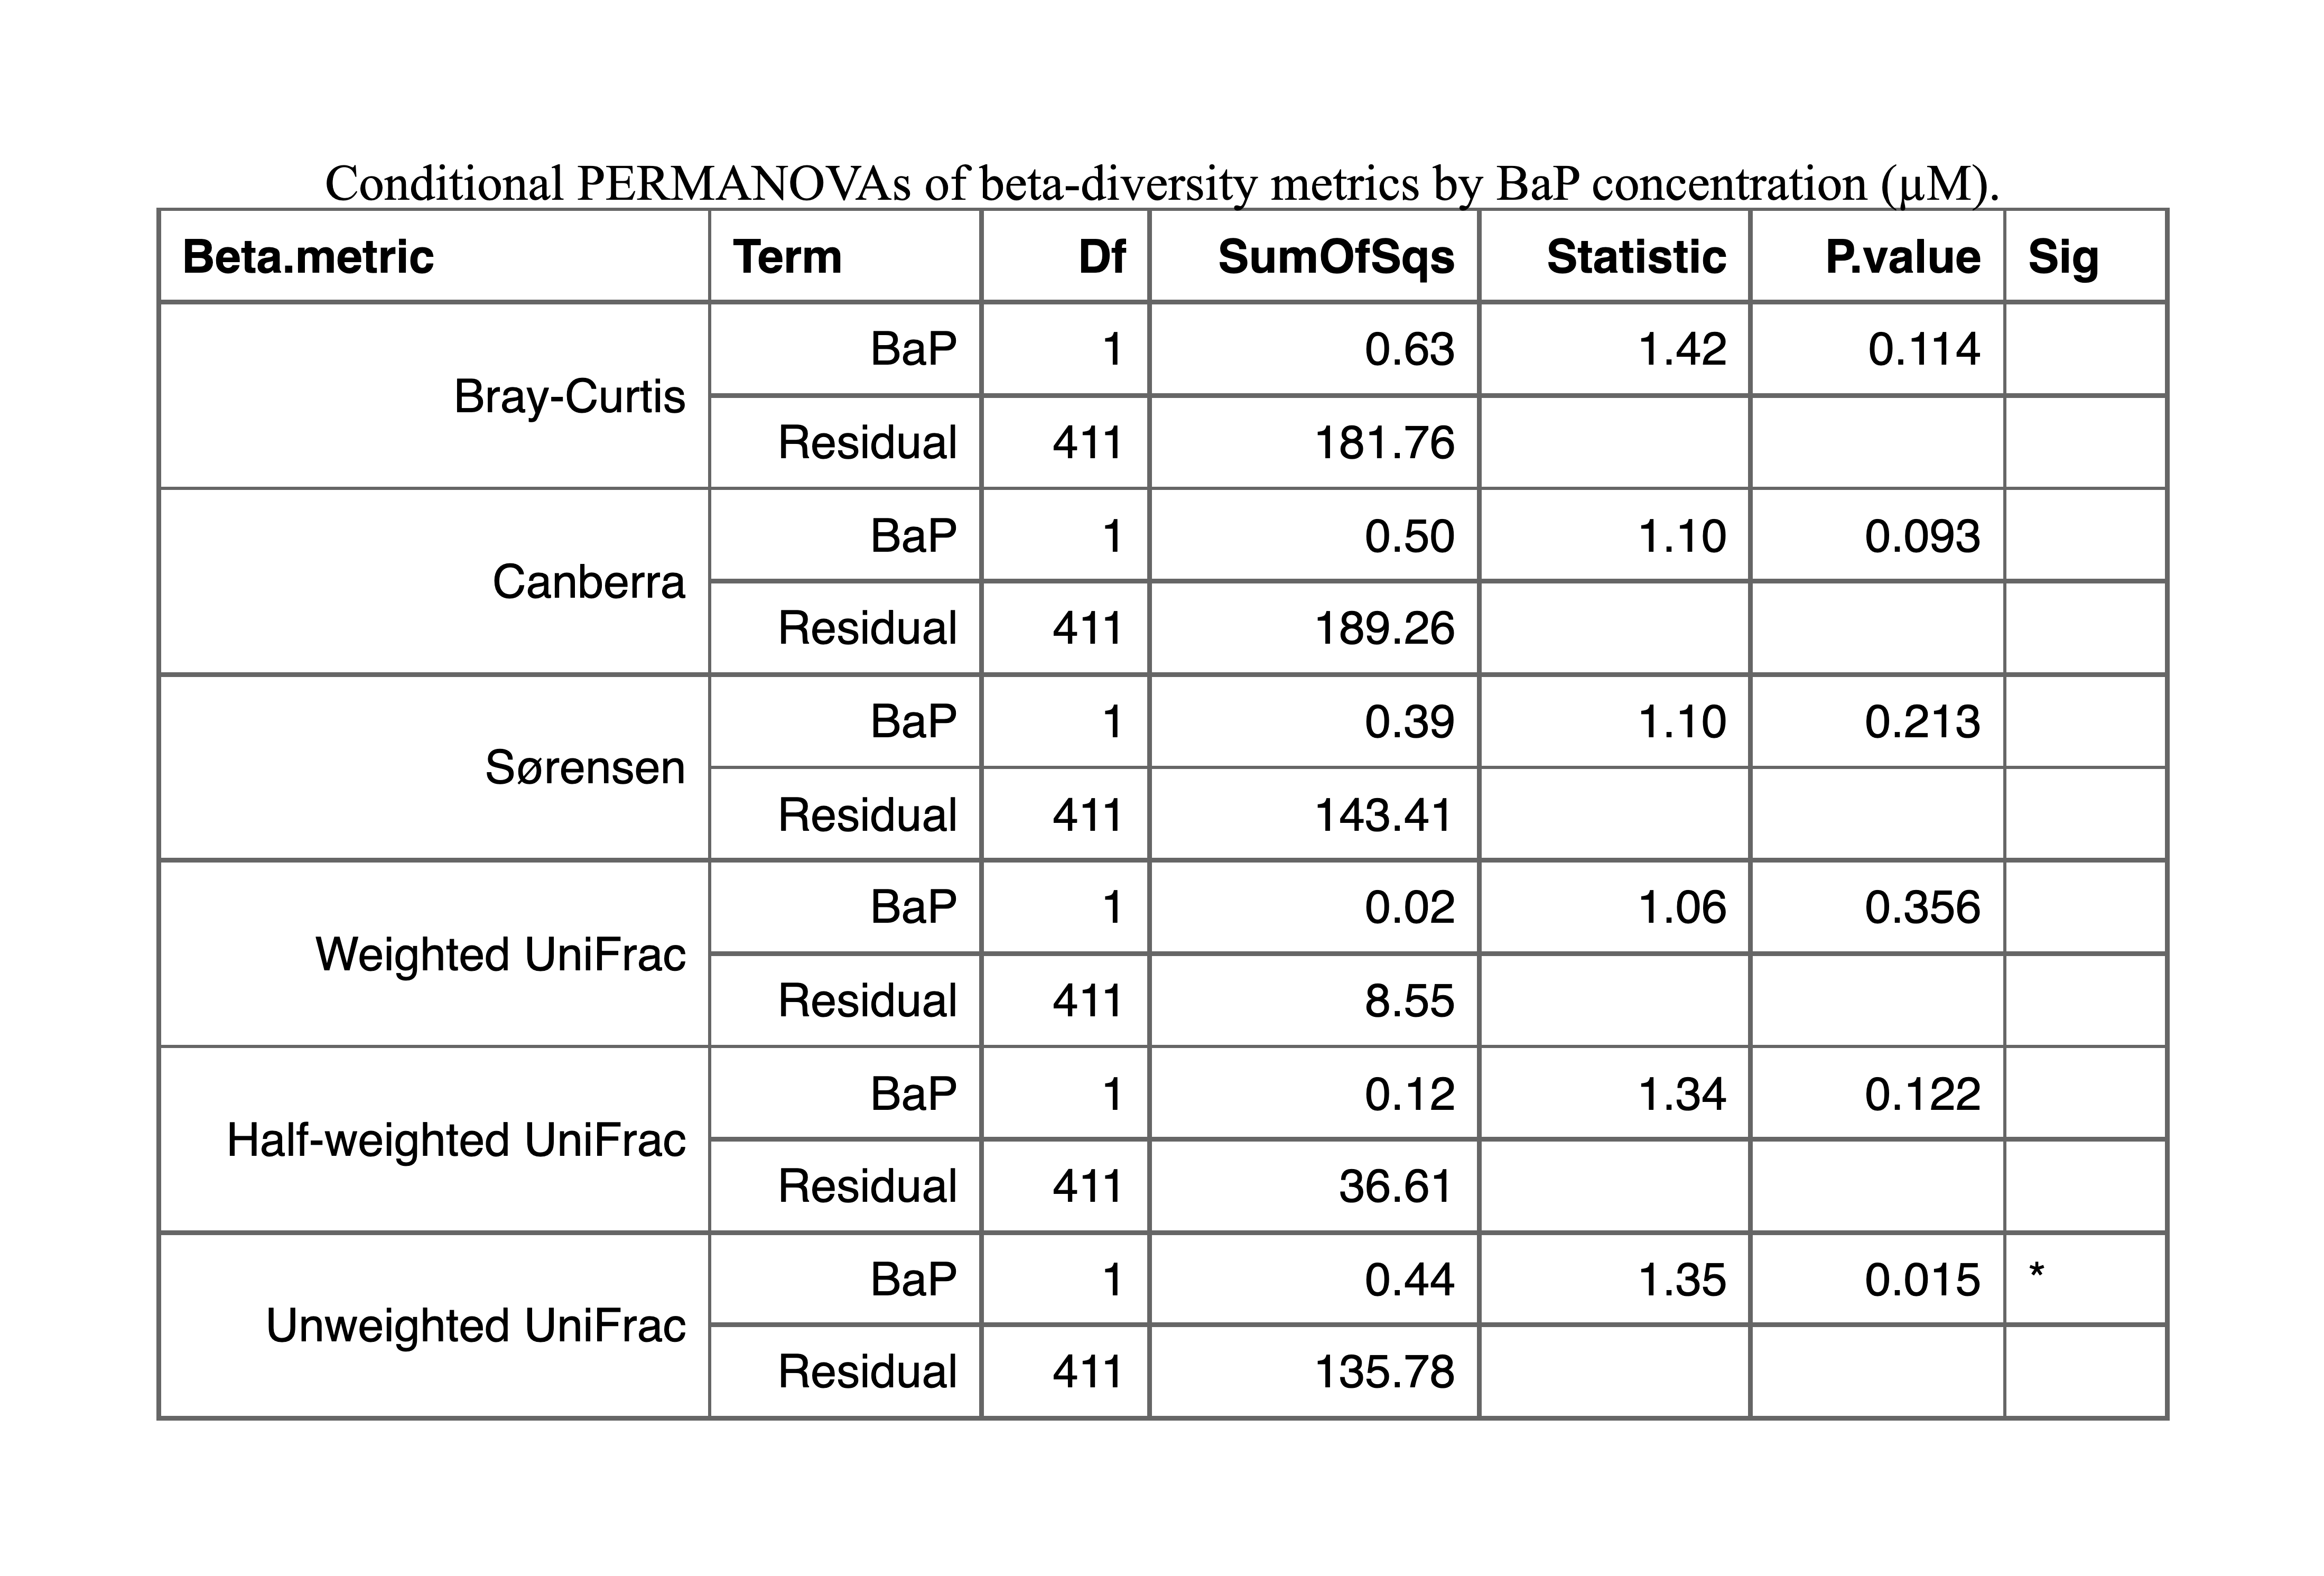 Conditional PERMANOVAs of beta-diversity metrics by BaP concentration (μM).
Beta.metric Term Df SumOfSqs Statistic P.value Sig
Bray-Curtis BaP 1 0.63 1.42 0.114
Residual 411 181.76
Canberra BaP 1 0.50 1.10 0.093
Residual 411 189.26
Sørensen BaP 1 0.39 1.10 0.213
Residual 411 143.41
Weighted UniFrac BaP 1 0.02 1.06 0.356
Residual 411 8.55
Half-weighted UniFrac BaP 1 0.12 1.34 0.122
Residual 411 36.61
Unweighted UniFrac BaP 1 0.44 1.35 0.015 *
Residual 411 135.78